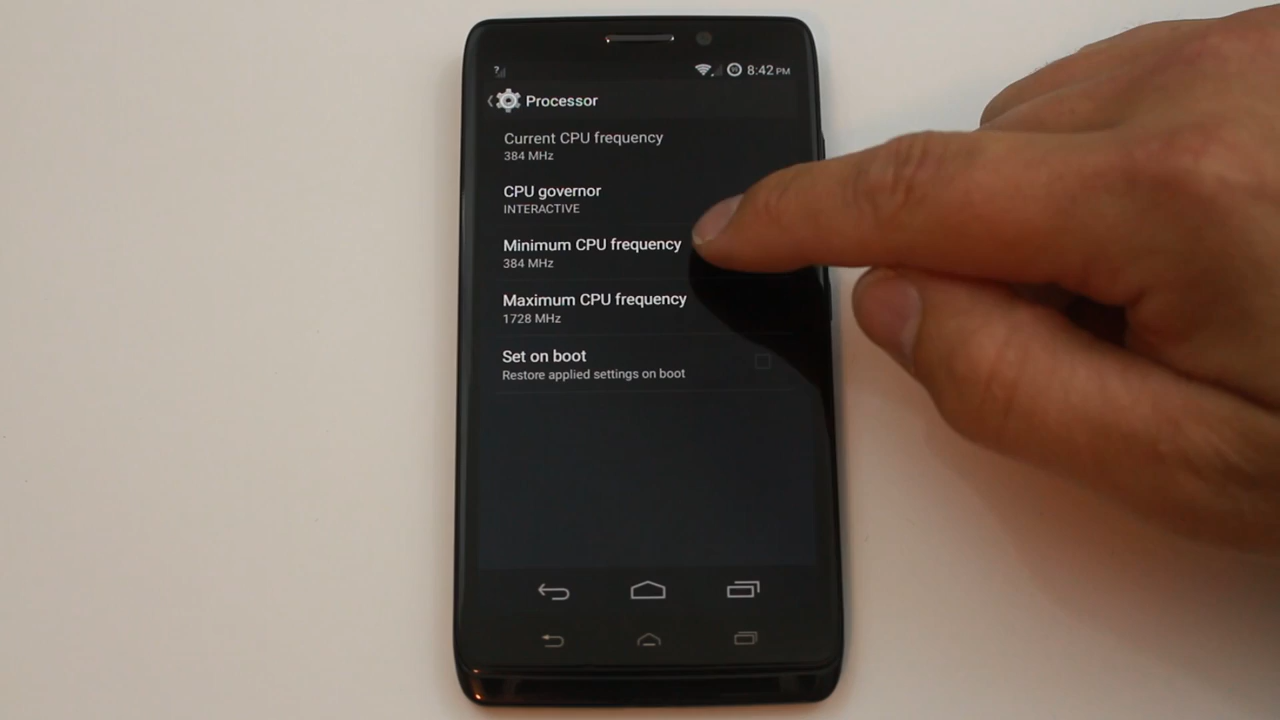 ?
8:42 PM
Processor
Current CPU frequency
384 MHz
CPU governor
INTERACTIVE
Minimum CPU frequency
384 MHz
Maximum CPU frequency
1728 MHz
Set on boot
Restore applied settings on boot